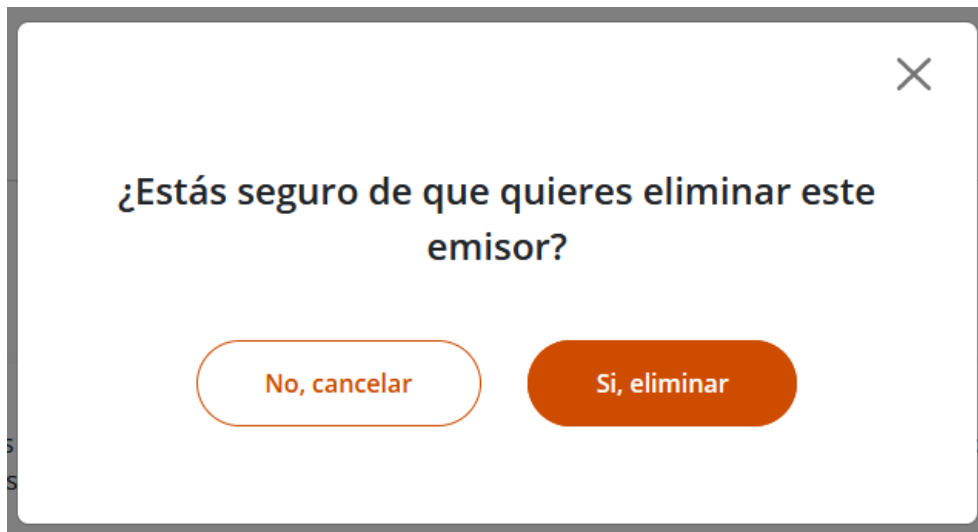 ¿Estás seguro de que quieres eliminar este
emisor?
No, cancelar
Si, eliminar